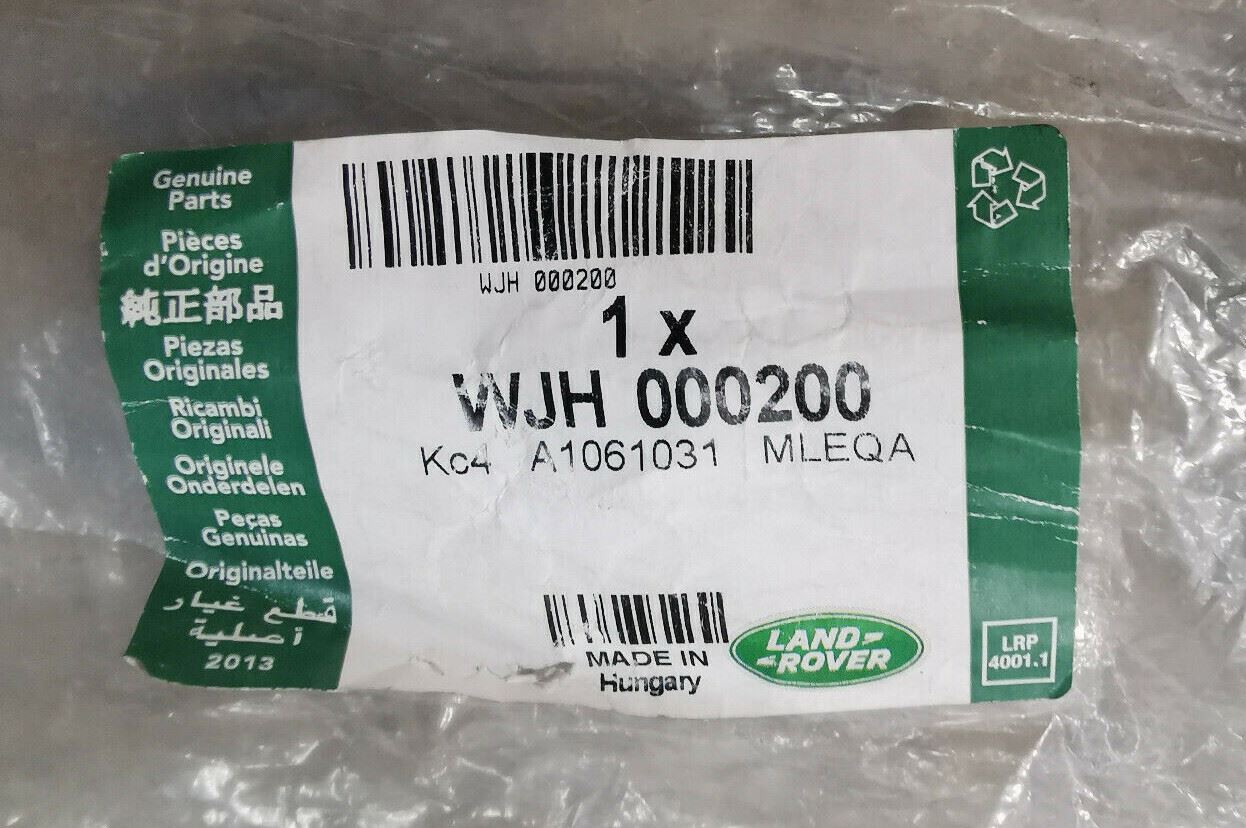 Genuine
Parts
Pièces
d'Origine
純正部品
Piezas
Originales
Ricambi
Originali
Originele
Onderdelen
Peças
Genuinas
Originalteile
قطع غيار
أصلية
2013
WJH 000200
1 x
WJH 000200
Kc4 A1061031 MLEQA
MADE IN
Hungary
LAND-
-ROVER
LRP
4001.1